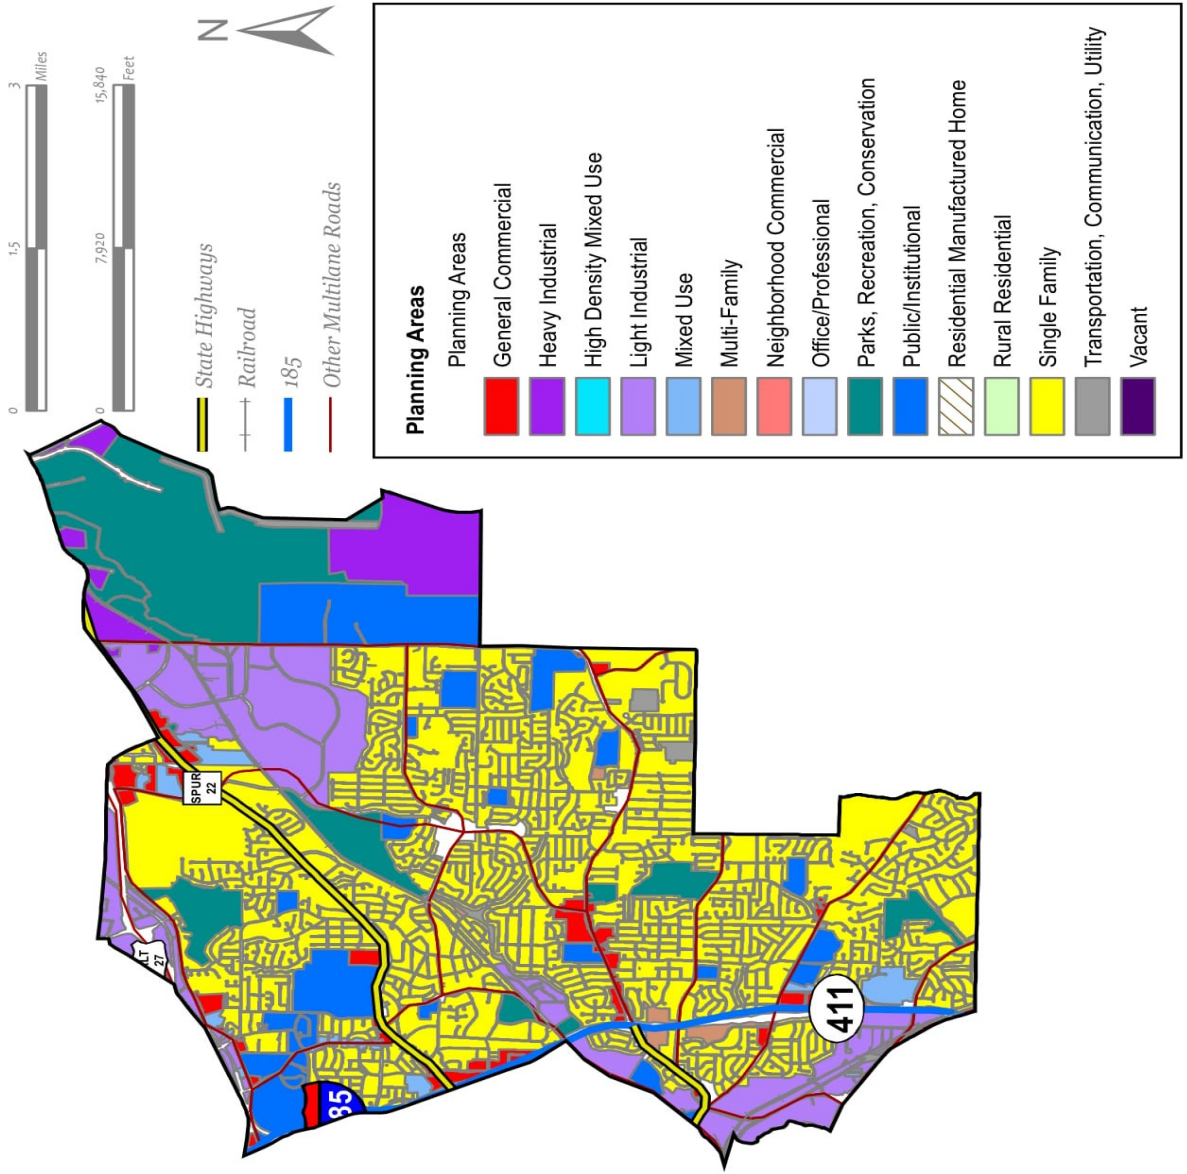 0
1.5
3
Miles
0
7,920
15,840
Feet
N
State Highways
Railroad
185
Other Multilane Roads
Planning Areas
Planning Areas
General Commercial
Heavy Industrial
High Density Mixed Use
Light Industrial
Mixed Use
Multi-Family
Neighborhood Commercial
Office/Professional
Parks, Recreation, Conservation
Public/Institutional
Residential Manufactured Home
Rural Residential
Single Family
Transportation, Communication, Utility
Vacant
SPUR
22
LT
27
85
411